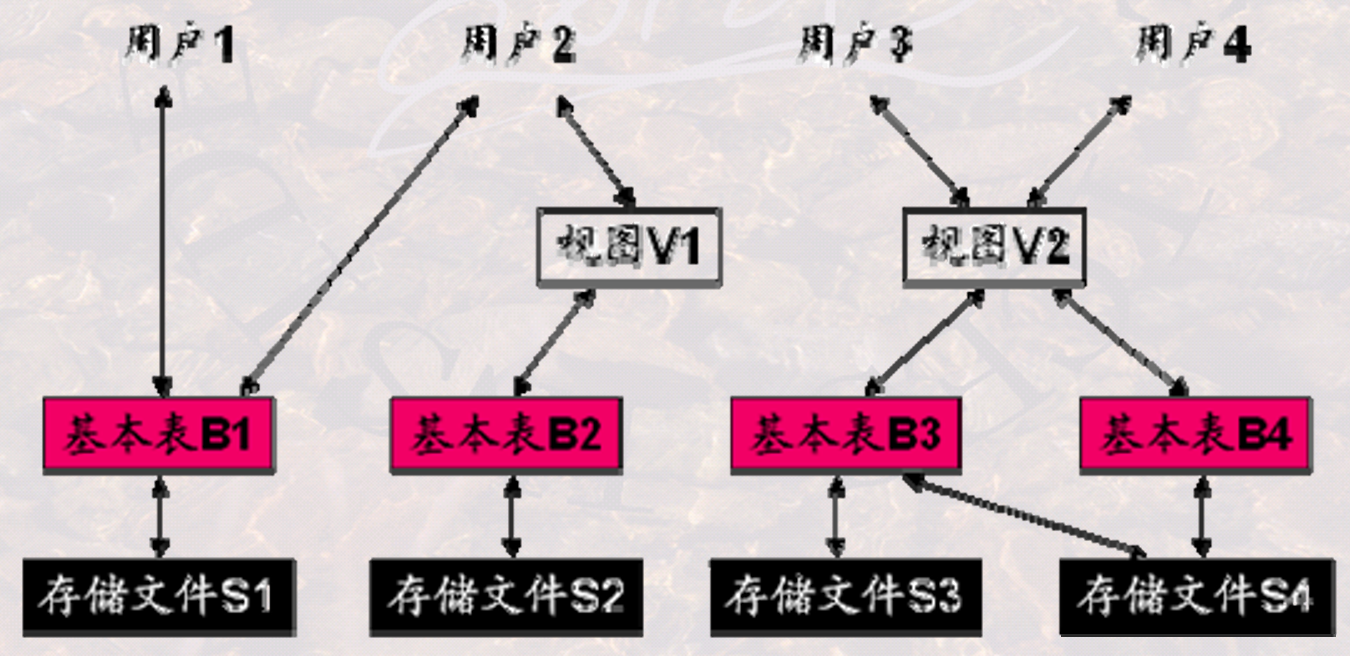 用户1 用户2 用户3 用户4
视图V1 视图V2
基本表B1 基本表B2 基本表B3 基本表B4
存储文件S1 存储文件S2 存储文件S3 存储文件S4